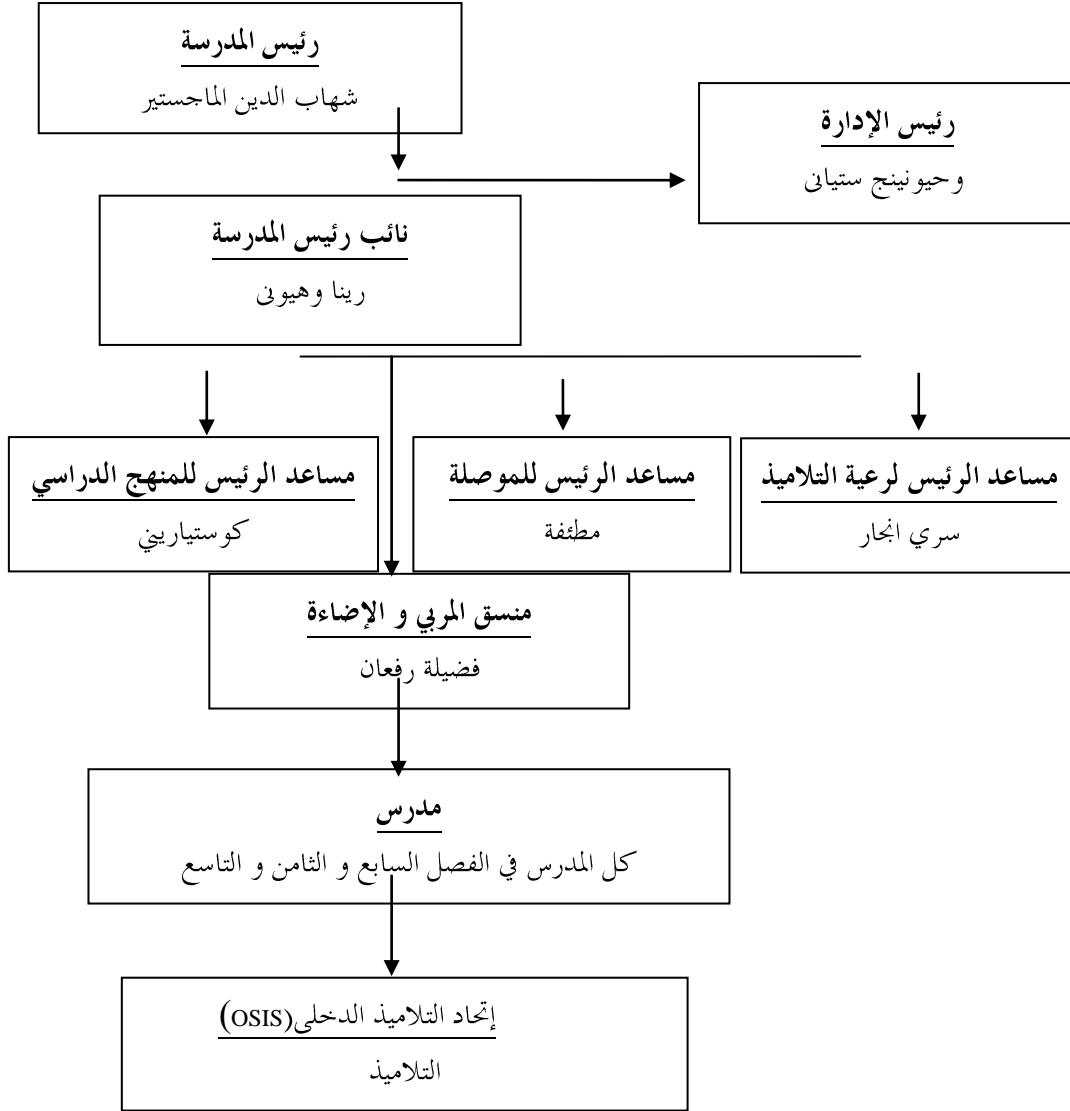 رئيس المدرسة
شهاب الدين الماجستير
رئيس الإدارة
وحيونينج ستيانى
نائب رئيس المدرسة
رينا وهيونى
مساعد الرئيس لرعية التلاميذ
سري انجار
مساعد الرئيس للموصلة
مطئفة
مساعد الرئيس للمنهج الدراسي
كوستياريني
منسق المربي و الإضاءة
فضيلة رفعان
مدرس
كل المدرس في الفصل السابع و الثامن و التاسع
إتحاد التلاميذ الدخلى(OSIS)
التلاميذ